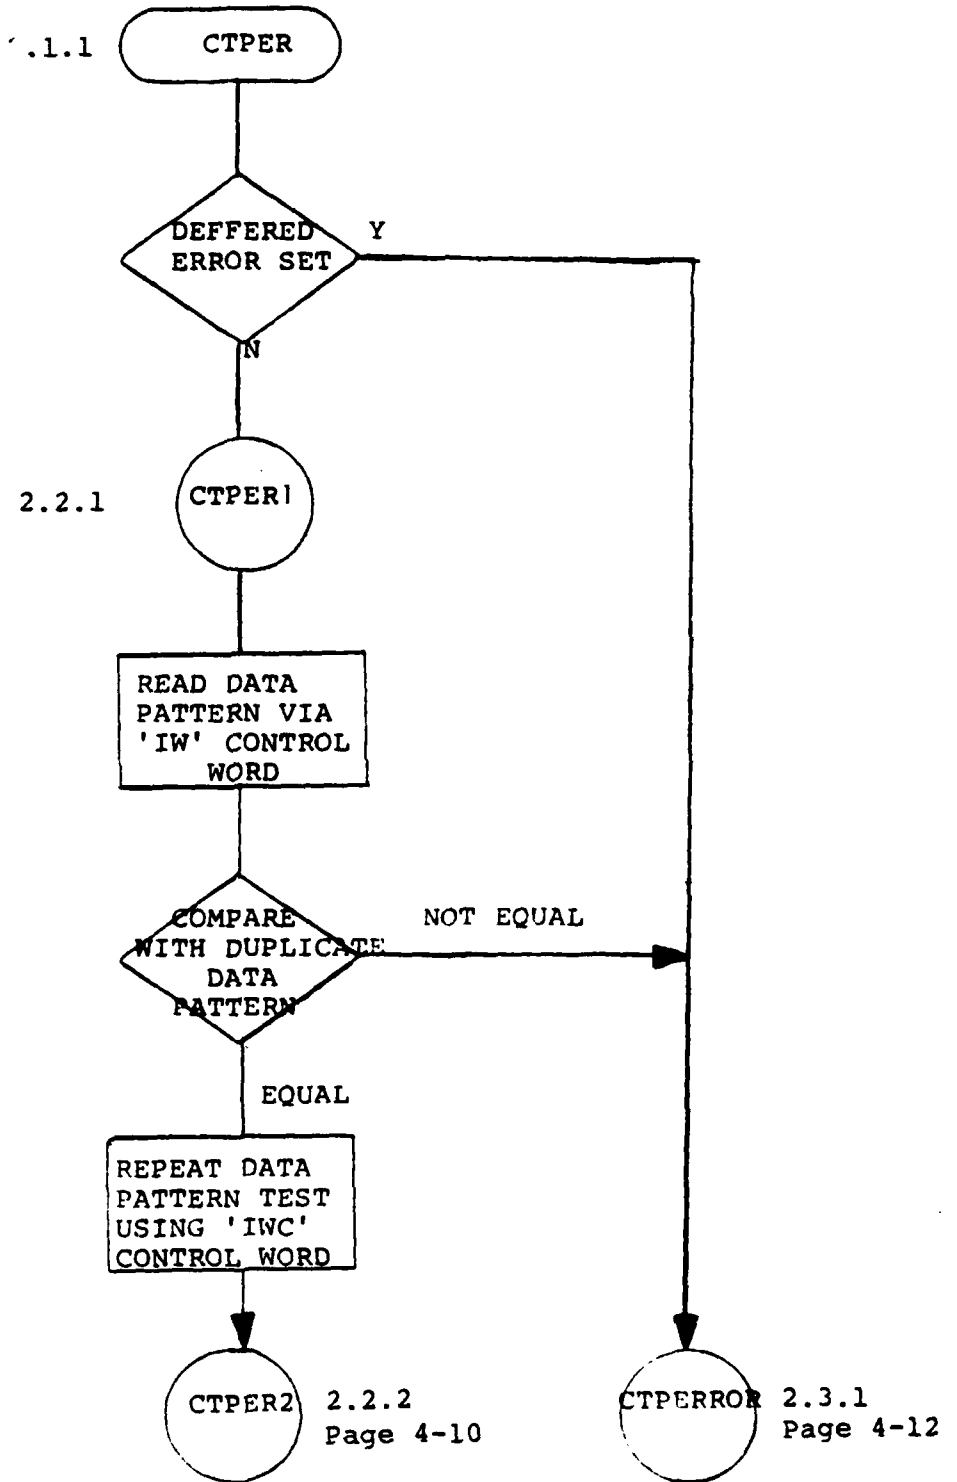 .1.1
CTPER
DEFFERED
ERROR SET
Y
N
2.2.1
CTPER1
READ DATA
PATTERN VIA
'IW' CONTROL
WORD
COMPARE
WITH DUPLICATE
DATA
PATTERN
NOT EQUAL
EQUAL
REPEAT DATA
PATTERN TEST
USING 'IWC'
CONTROL WORD
CTPER2
2.2.2
Page 4-10
CTPERROR
2.3.1
Page 4-12